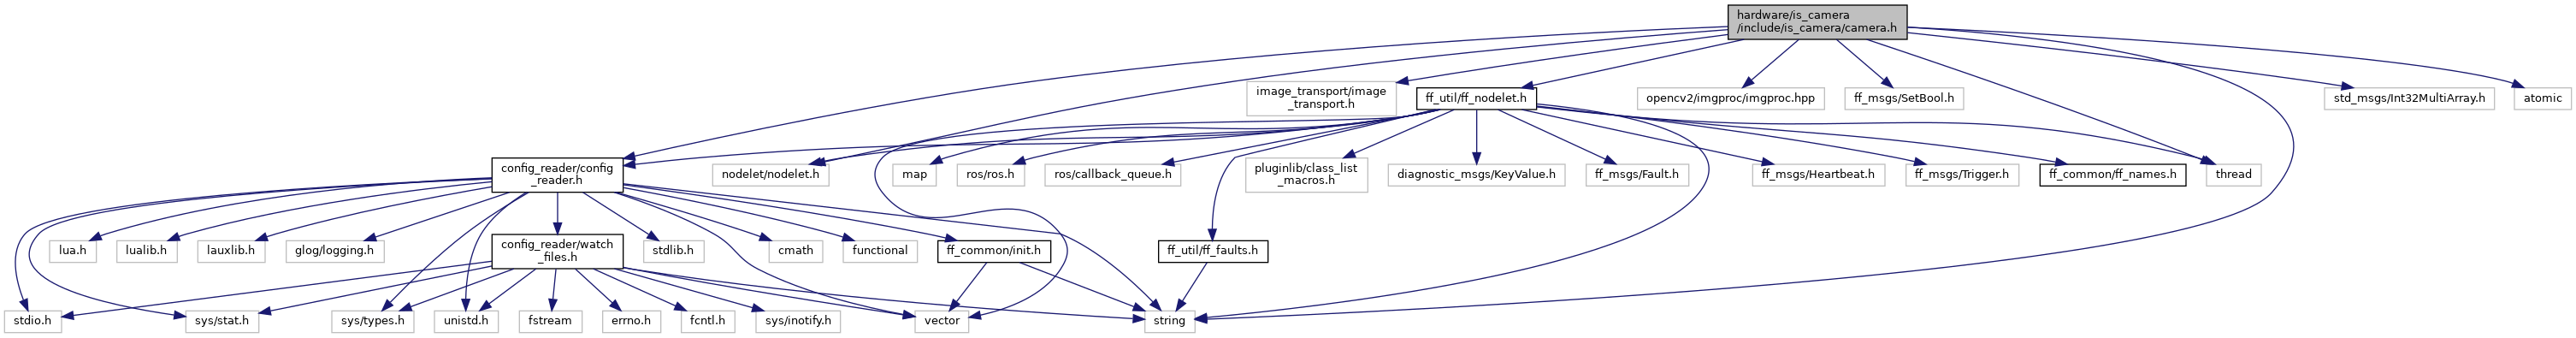 hardware/is_camera
/include/is_camera/camera.h
image_transport/image
_transport.h
ff_util/ff_nodelet.h
opencv2/imgproc/imgproc.hpp
ff_msgs/SetBool.h
std_msgs/Int32MultiArray.h
atomic
config_reader/config
_reader.h
nodelet/nodelet.h
map
ros/ros.h
ros/callback_queue.h
pluginlib/class_list
_macros.h
diagnostic_msgs/KeyValue.h
ff_msgs/Fault.h
ff_msgs/Heartbeat.h
ff_msgs/Trigger.h
ff_common/ff_names.h
thread
lua.h
lualib.h
lauxlib.h
glog/logging.h
config_reader/watch
_files.h
stdlib.h
cmath
functional
ff_common/init.h
ff_util/ff_faults.h
stdio.h
sys/stat.h
sys/types.h
unistd.h
fstream
errno.h
fcntl.h
sys/inotify.h
vector
string